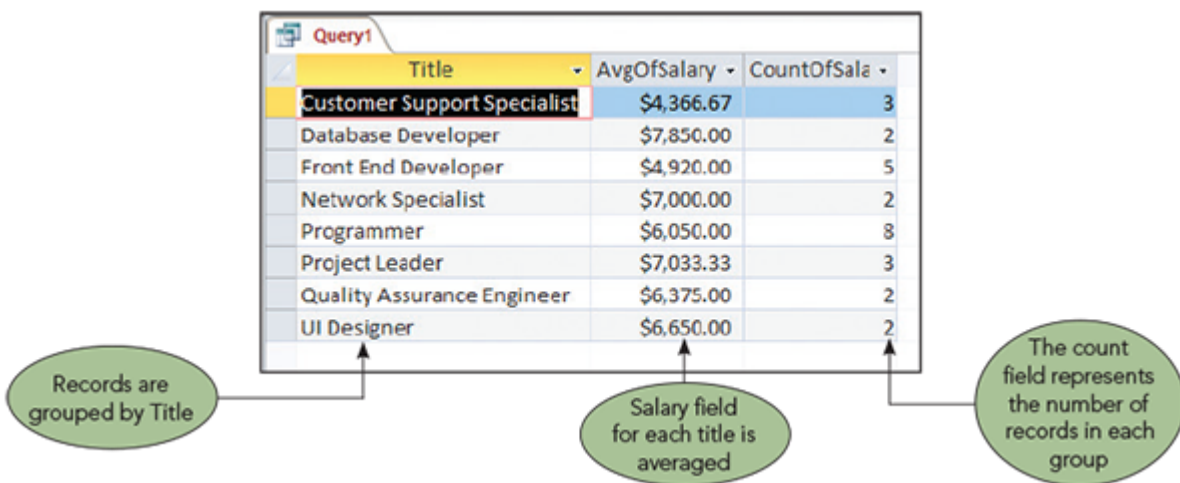 Query1
Title AvgOfSalary CountOfSala
Customer Support Specialist $4,366.67 3
Database Developer $7,850.00 2
Front End Developer $4,920.00 5
Network Specialist $7,000.00 2
Programmer $6,050.00 8
Project Leader $7,033.33 3
Quality Assurance Engineer $6,375.00 2
UI Designer $6,650.00 2
Records are
grouped by Title
Salary field
for each title is
averaged
The count
field represents
the number of
records in each
group